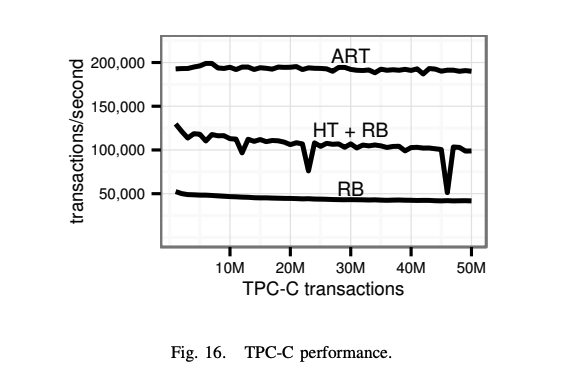 transactions/second
200,000
150,000
100,000
50,000
ART
HT + RB
RB
10M 20M 30M 40M 50M
TPC-C transactions
Fig. 16. TPC-C performance.